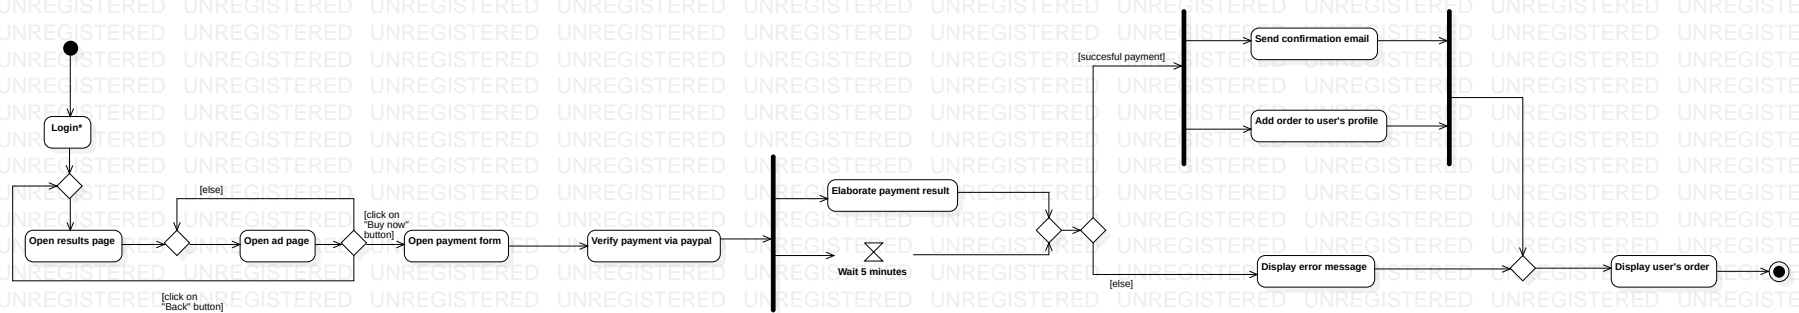 [succesful payment]
Send confirmation email
Add order to user's profile
Login*
[else]
[click on
"Buy now"
button]
Open results page
Open ad page
Open payment form
Verify payment via paypal
Elaborate payment result
Wait 5 minutes
[else]
Display error message
Display user's order
[click on
"Back" button]
UNREGISTERED